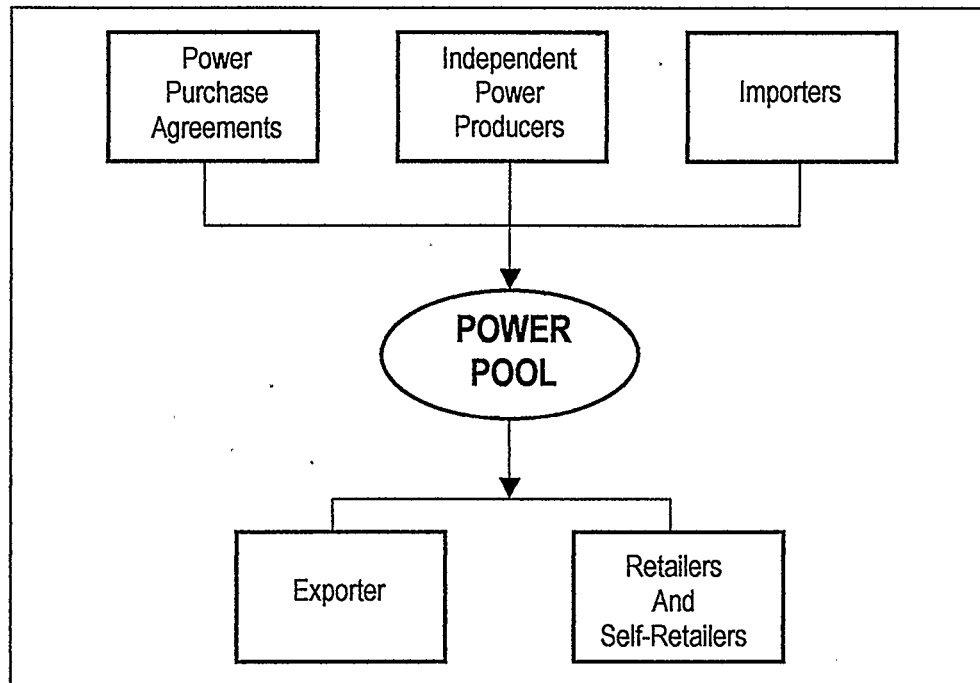 Power
Purchase
Agreements
Independent
Power
Producers
Importers
POWER
POOL
Exporter
Retailers
And
Self-Retailers